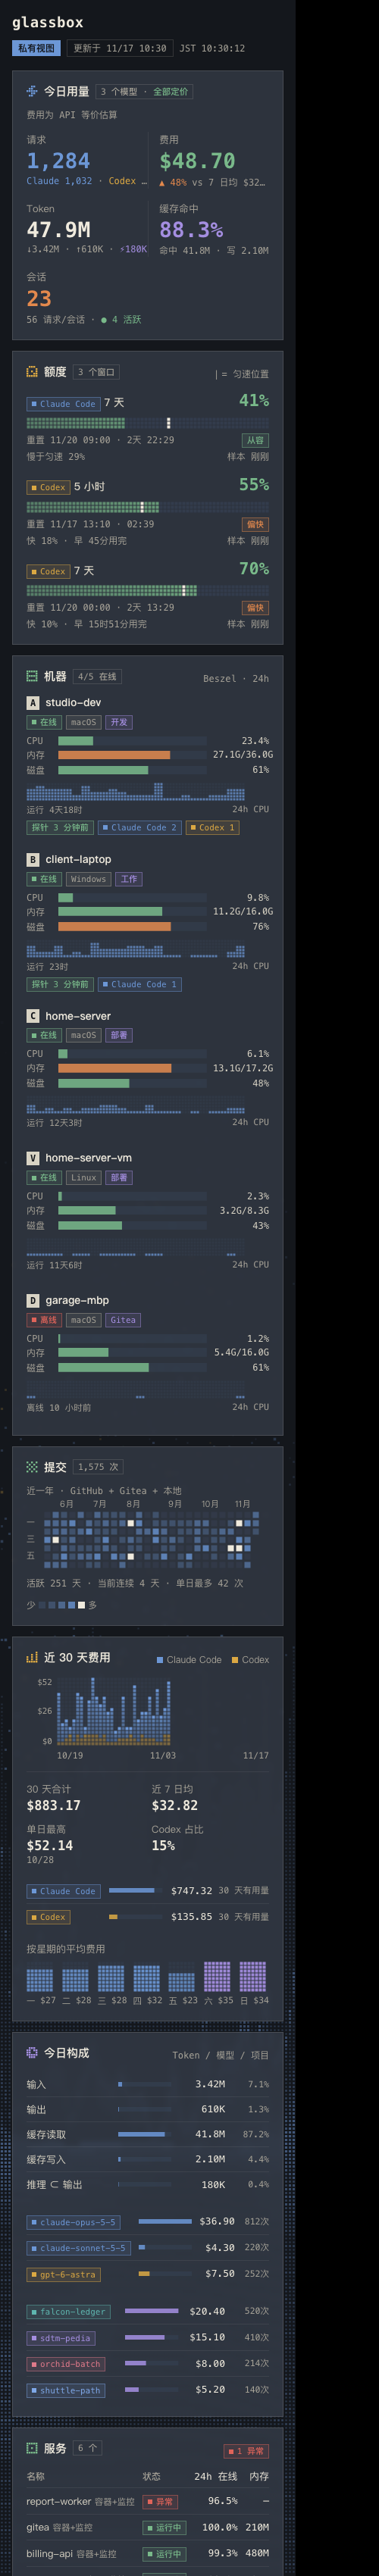 glassbox
私有视图 更新于 11/17 10:30 JST 10:30:12
今日用量 3 个模型 · 全部定价
费用为 API 等价估算
请求 费用
1,284 $48.70
Claude 1,032 · Codex … ▲ 48% vs 7 日均 $32…
Token 缓存命中
47.9M 88.3%
↓3.42M · ↑610K · ⚡180K 命中 41.8M · 写 2.10M
会话
23
56 请求/会话 · ● 4 活跃
额度 3 个窗口 | = 匀速位置
Claude Code 7 天 41%
重置 11/20 09:00 · 2天 22:29 从容
慢于匀速 29% 样本 刚刚
Codex 5 小时 55%
重置 11/17 13:10 · 02:39 偏快
快 18% · 早 45分用完 样本 刚刚
Codex 7 天 70%
重置 11/20 00:00 · 2天 13:29 偏快
快 10% · 早 15时51分用完 样本 刚刚
机器 4/5 在线 Beszel · 24h
A studio-dev
在线 macOS 开发
CPU 23.4%
内存 27.1G/36.0G
磁盘 61%
运行 4天18时 24h CPU
探针 3 分钟前 Claude Code 2 Codex 1
B client-laptop
在线 Windows 工作
CPU 9.8%
内存 11.2G/16.0G
磁盘 76%
运行 23时 24h CPU
探针 3 分钟前 Claude Code 1
C home-server
在线 macOS 部署
CPU 6.1%
内存 13.1G/17.2G
磁盘 48%
运行 12天3时 24h CPU
V home-server-vm
在线 Linux 部署
CPU 2.3%
内存 3.2G/8.3G
磁盘 43%
运行 11天6时 24h CPU
D garage-mbp
离线 macOS Gitea
CPU 1.2%
内存 5.4G/16.0G
磁盘 61%
离线 10 小时前 24h CPU
提交 1,575 次
近一年 · GitHub + Gitea + 本地
6月 7月 8月 9月 10月 11月
一
三
五
活跃 251 天 · 当前连续 4 天 · 单日最多 42 次
少 多
近 30 天费用 Claude Code Codex
$52
$26
$0
10/19 11/03 11/17
30 天合计 近 7 日均
$883.17 $32.82
单日最高 Codex 占比
$52.14 15%
10/28
Claude Code $747.32 30 天有用量
Codex $135.85 30 天有用量
按星期的平均费用
一 $27 二 $28 三 $28 四 $32 五 $23 六 $35 日 $34
今日构成 Token / 模型 / 项目
输入 3.42M 7.1%
输出 610K 1.3%
缓存读取 41.8M 87.2%
缓存写入 2.10M 4.4%
推理 ⊂ 输出 180K 0.4%
claude-opus-5-5 $36.90 812次
claude-sonnet-5-5 $4.30 220次
gpt-6-astra $7.50 252次
falcon-ledger $20.40 520次
sdtm-pedia $15.10 410次
orchid-batch $8.00 214次
shuttle-path $5.20 140次
服务 6 个 1 异常
名称 状态 24h 在线 内存
report-worker 容器+监控 异常 96.5% —
gitea 容器+监控 运行中 100.0% 210M
billing-api 容器+监控 运行中 99.3% 480M